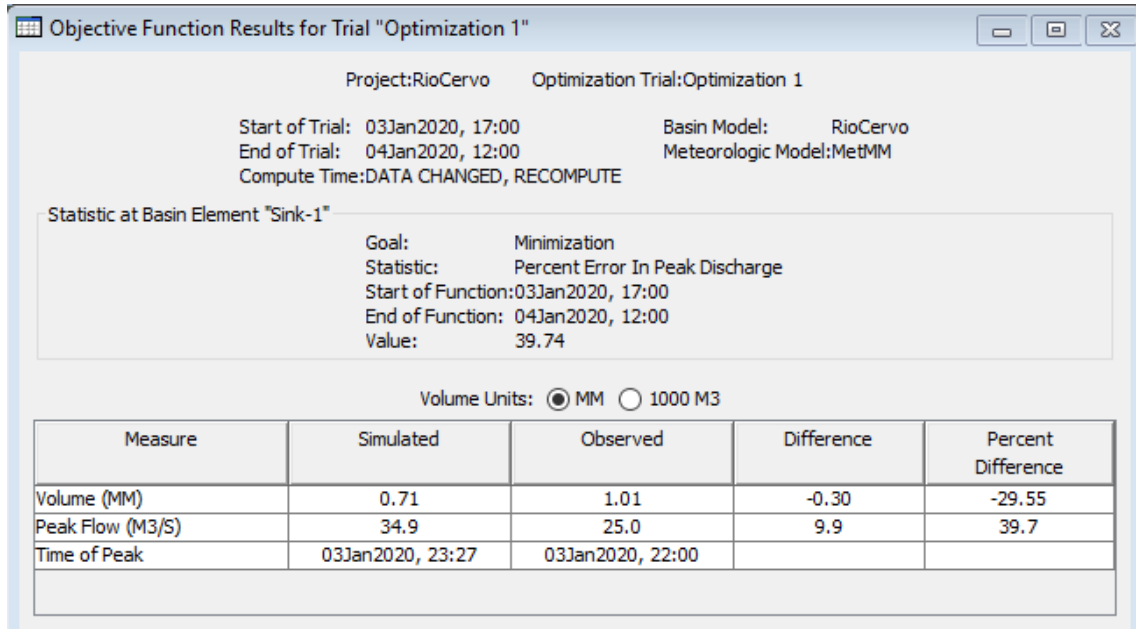 Objective Function Results for Trial "Optimization 1"
Project:RioCervo Optimization Trial:Optimization 1
Start of Trial: 03Jan2020, 17:00 Basin Model: RioCervo
End of Trial: 04Jan2020, 12:00 Meteorologic Model:MetMM
Compute Time:DATA CHANGED, RECOMPUTE
Statistic at Basin Element "Sink-1"
Goal: Minimization
Statistic: Percent Error In Peak Discharge
Start of Function:03Jan2020, 17:00
End of Function: 04Jan2020, 12:00
Value: 39.74
Volume Units: MM 1000 M3
Measure Simulated Observed Difference Percent Difference
Volume (MM) 0.71 1.01 -0.30 -29.55
Peak Flow (M3/S) 34.9 25.0 9.9 39.7
Time of Peak 03Jan2020, 23:27 03Jan2020, 22:00